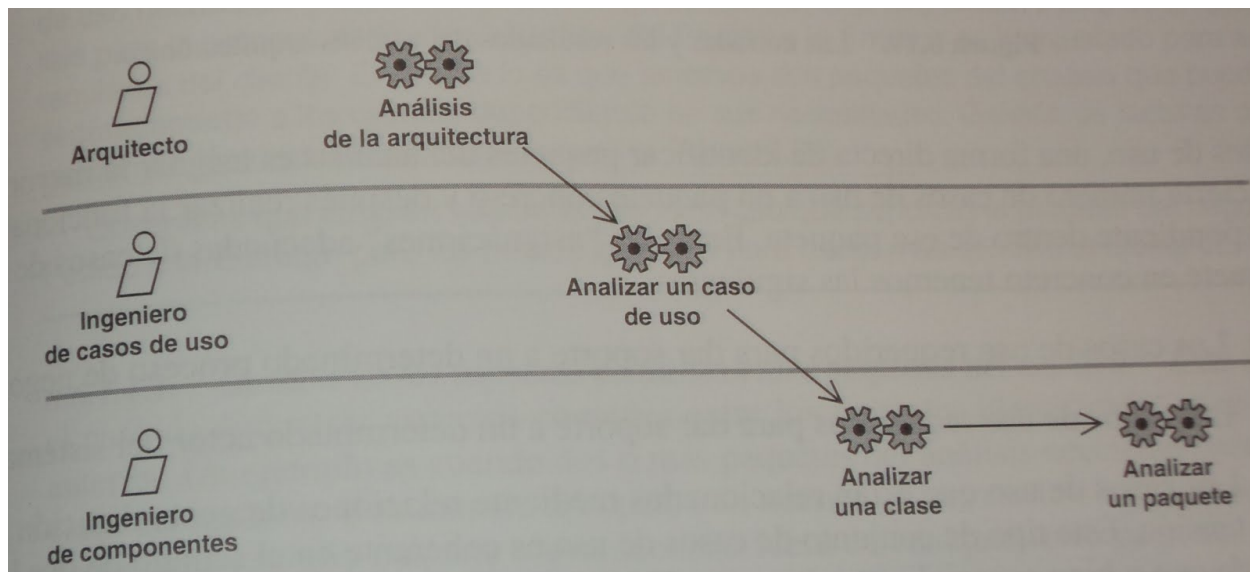 Análisis
de la arquitectura
Arquitecto
Analizar un caso
de uso
Ingeniero
de casos de uso
Analizar
una clase
Analizar
un paquete
Ingeniero
de componentes